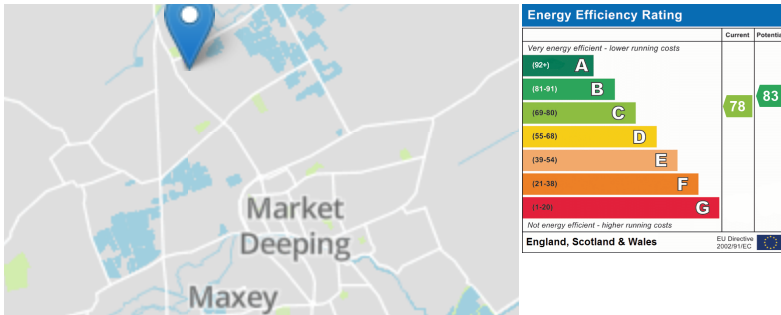 Market
Deeping
Maxey
Energy Efficiency Rating
Current Potentia
Very energy efficient - lower running costs
(92+) A
(81-91) B
(69-80) C
(55-68) D
(39-54) E
(21-38) F
(1-20) G
78
83
Not energy efficient - higher running costs
England, Scotland & Wales
EU Directive
2002/91/EC